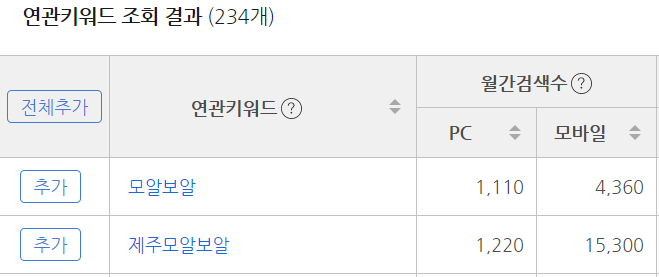 연관키워드 조회 결과 (234개)
전체추가 연관키워드 ? 월간검색수 ?
PC 모바일
추가 모알보알 1,110 4,360
추가 제주모알보알 1,220 15,300